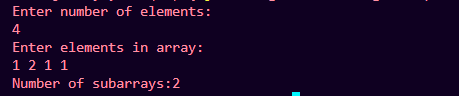 Enter number of elements:
4
Enter elements in array:
1 2 1 1
Number of subarrays:2